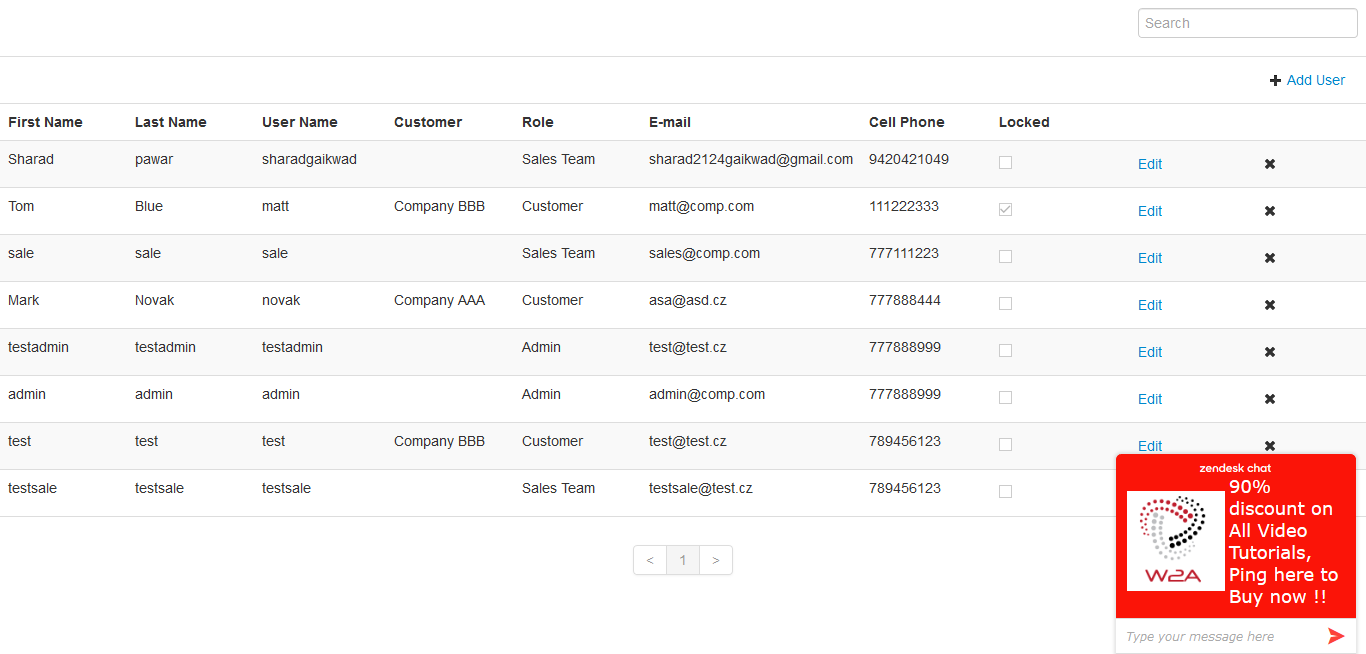 Search
Add User
First Name Last Name User Name Customer Role E-mail Cell Phone Locked
Sharad pawar sharadgaikwad Sales Team sharad2124gaikwad@gmail.com 9420421049 Edit
Tom Blue matt Company BBB Customer matt@comp.com 111222333 Edit
sale sale sale Sales Team sales@comp.com 777111223 Edit
Mark Novak novak Company AAA Customer asa@asd.cz 777888444 Edit
testadmin testadmin testadmin Admin test@test.cz 777888999 Edit
admin admin admin Admin admin@comp.com 777888999 Edit
test test test Company BBB Customer test@test.cz 789456123 Edit
testsale testsale testsale Sales Team testsale@test.cz 789456123
< 1 >
zendesk chat
90%
discount on
All Video
Tutorials,
Ping here to
Buy now !!
W2A
Type your message here